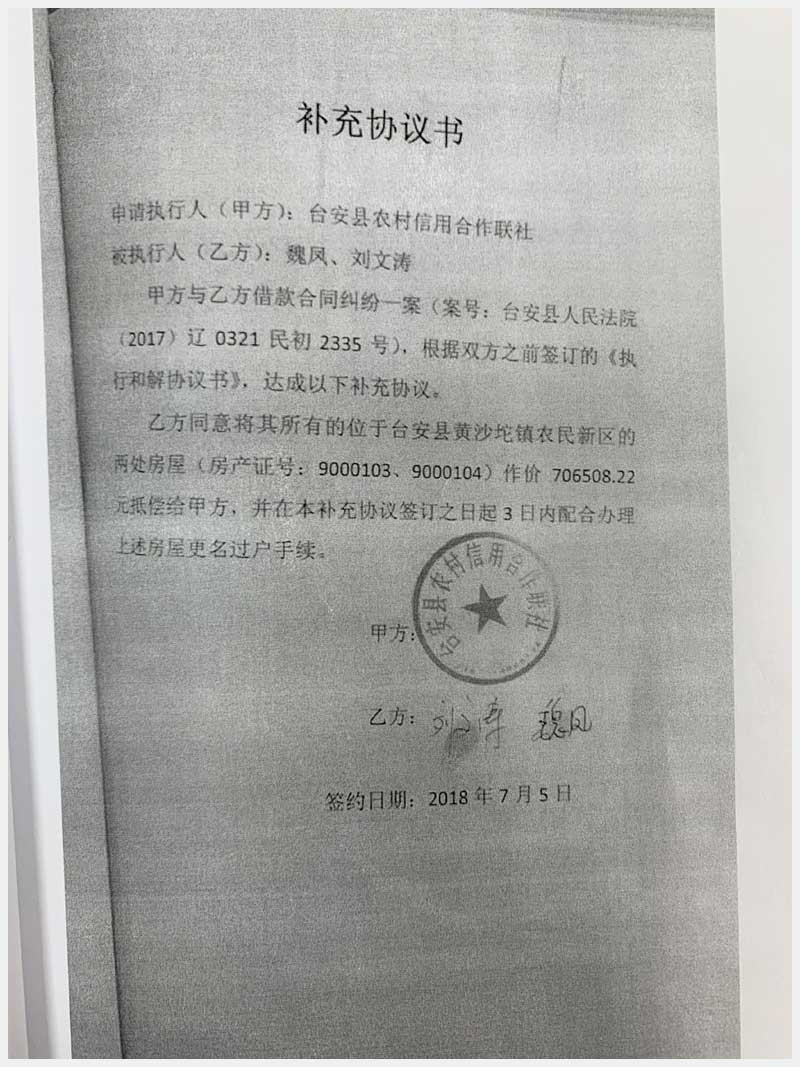 补充协议书
申请执行人（甲方）：台安县农村信用合作联社
被执行人（乙方）：魏凤、刘文涛
甲方与乙方借款合同纠纷一案（案号：台安县人民法院
（2017）辽 0321 民初 2335 号），根据双方之前签订的《执
行和解协议书》，达成以下补充协议。
乙方同意将其所有的位于台安县黄沙坨镇农民新区的
两处房屋（房产证号：9000103、9000104）作价 706508.22
元抵偿给甲方，并在本补充协议签订之日起 3 日内配合办理
上述房屋更名过户手续。
台安县农村信用合作联社
甲方：
乙方：刘文涛 魏凤
签约日期：2018 年 7 月 5 日